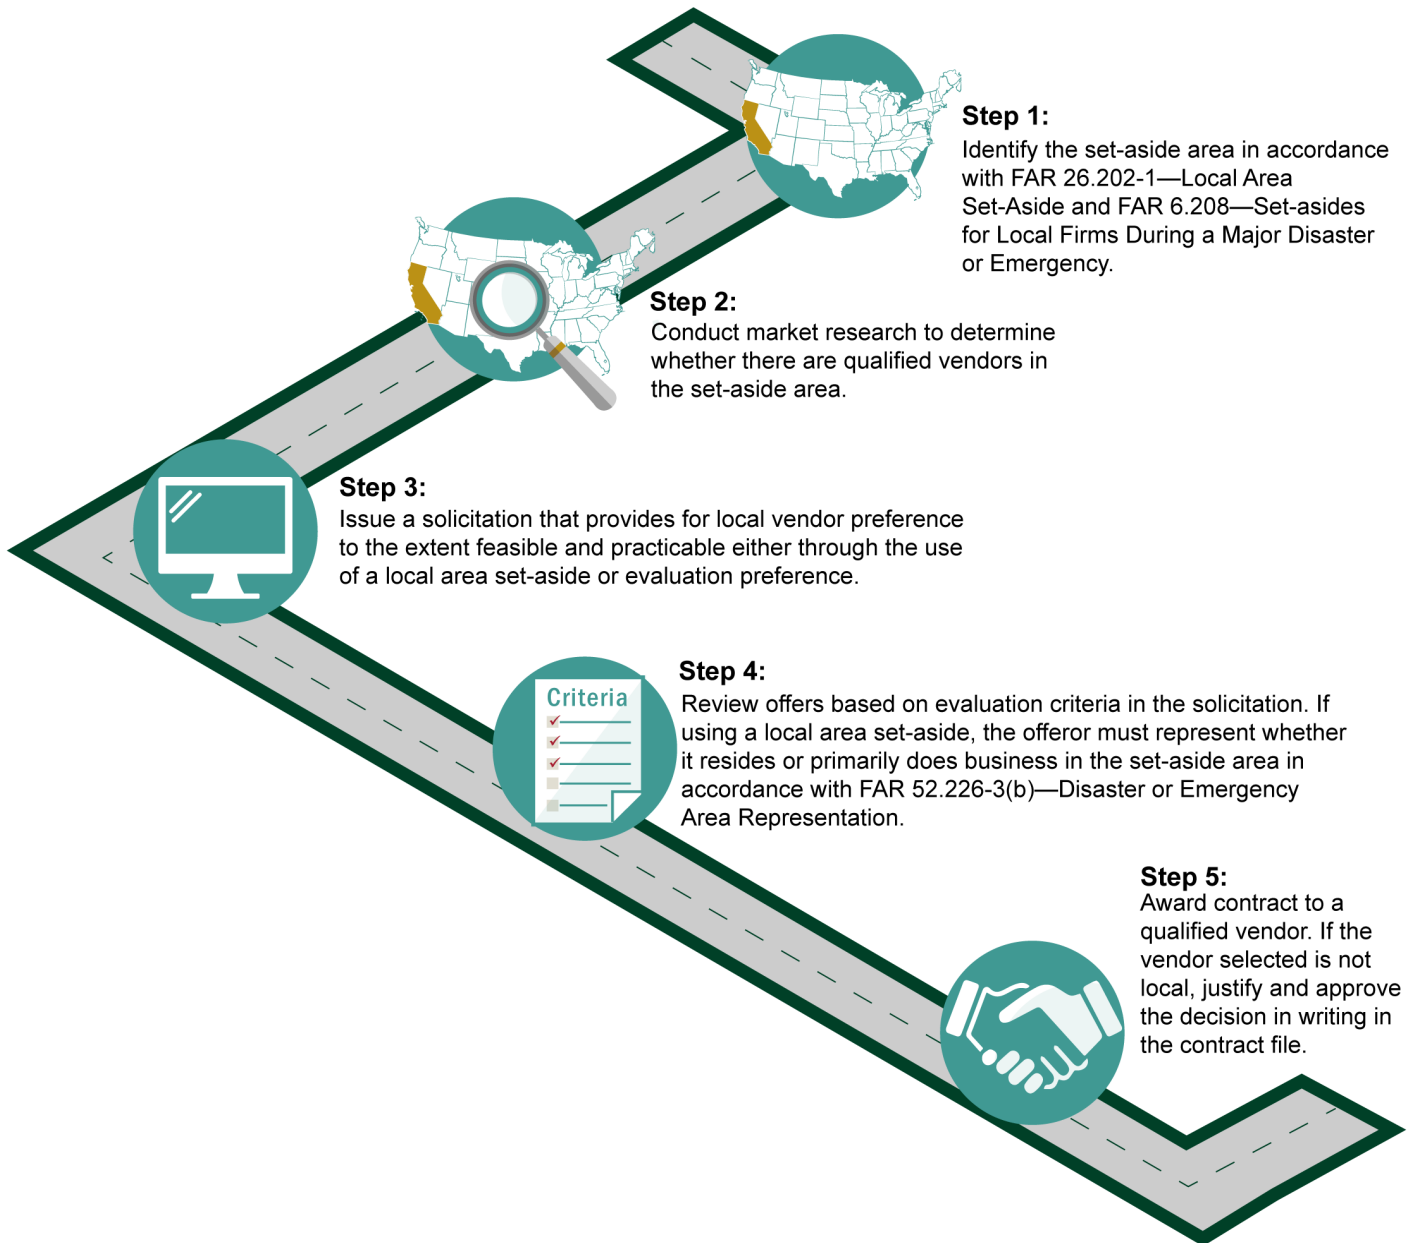 Step 1:
Identify the set-aside area in accordance
with FAR 26.202-1—Local Area
Set-Aside and FAR 6.208—Set-asides
for Local Firms During a Major Disaster
or Emergency.
Step 2:
Conduct market research to determine
whether there are qualified vendors in
the set-aside area.
Step 3:
Issue a solicitation that provides for local vendor preference
to the extent feasible and practicable either through the use
of a local area set-aside or evaluation preference.
Criteria
Step 4:
Review offers based on evaluation criteria in the solicitation. If
using a local area set-aside, the offeror must represent whether
it resides or primarily does business in the set-aside area in
accordance with FAR 52.226-3(b)—Disaster or Emergency
Area Representation.
Step 5:
Award contract to a
qualified vendor. If the
vendor selected is not
local, justify and approve
the decision in writing in
the contract file.